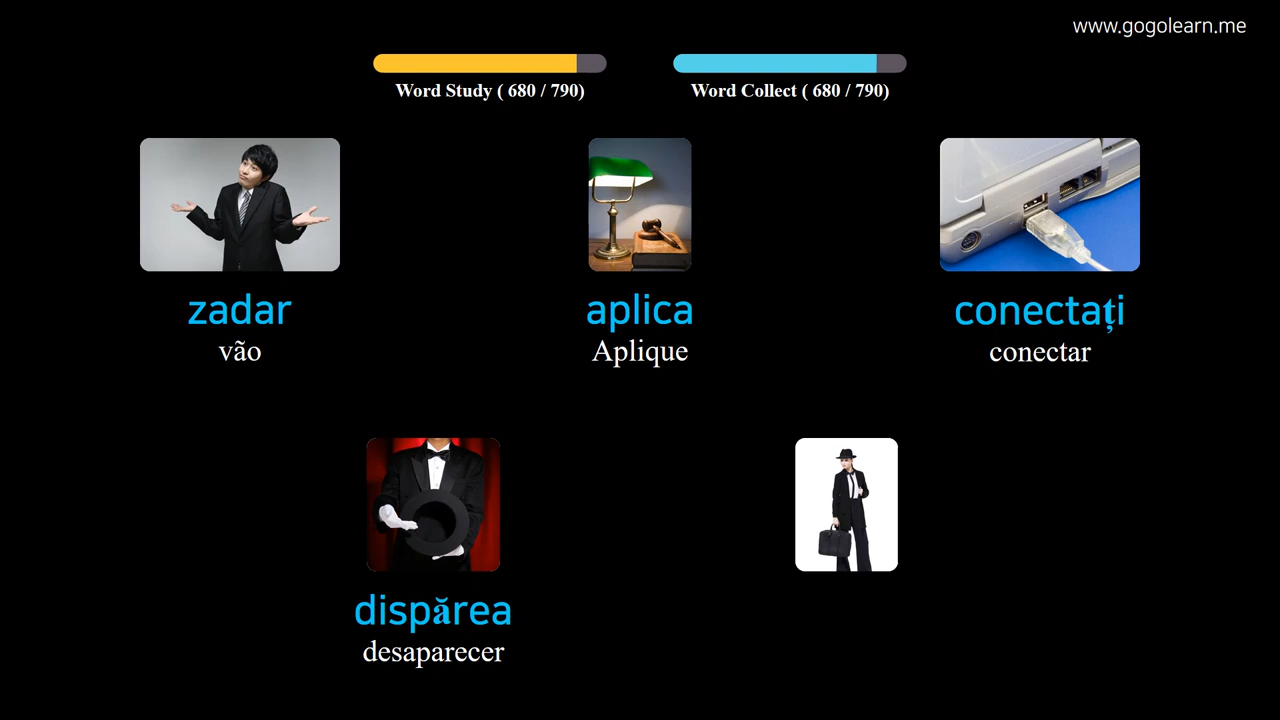 www.gogolearn.me
Word Study ( 680 / 790)
Word Collect ( 680 / 790)
zadar
vão
aplica
Aplique
conectați
conectar
dispărea
desaparecer